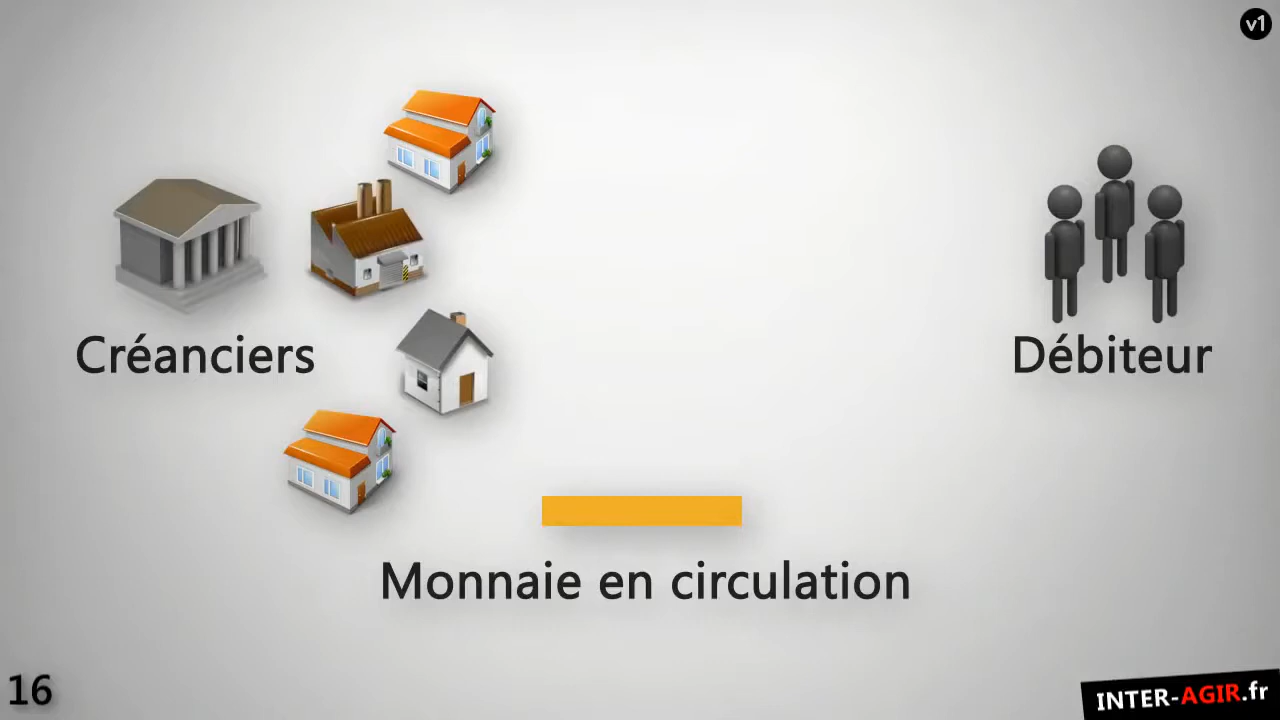 v1
Créanciers
Débiteur
Monnaie en circulation
16
INTER-AGIR.fr